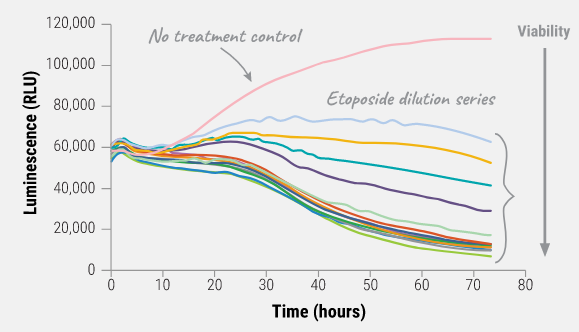 120,000
100,000
80,000
60,000
40,000
20,000
0
Luminescence (RLU)
No treatment control
Etoposide dilution series
Viability
0 10 20 30 40 50 60 70 80
Time (hours)